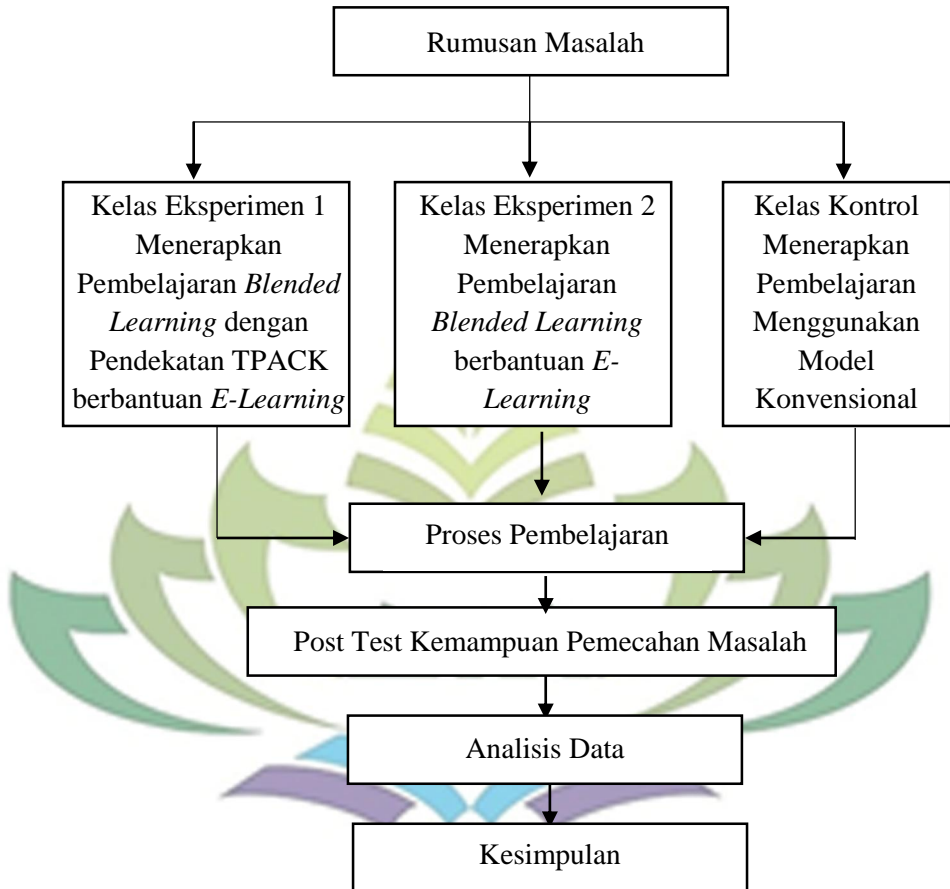 Rumusan Masalah
Kelas Eksperimen 1
Menerapkan
Pembelajaran Blended
Learning dengan
Pendekatan TPACK
berbantuan E-Learning
Kelas Eksperimen 2
Menerapkan
Pembelajaran
Blended Learning
berbantuan E-
Learning
Kelas Kontrol
Menerapkan
Pembelajaran
Menggunakan
Model
Konvensional
Proses Pembelajaran
Post Test Kemampuan Pemecahan Masalah
Analisis Data
Kesimpulan